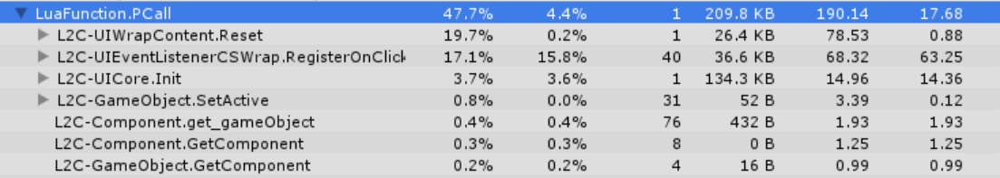 LuaFunction.PCall 47.7% 4.4% 1 209.8 KB 190.14 17.68
L2C-UIWrapContent.Reset 19.7% 0.2% 1 26.4 KB 78.53 0.88
L2C-UIEventListenerCSWrap.RegisterOnClick 17.1% 15.8% 40 36.6 KB 68.32 63.25
L2C-UICore.Init 3.7% 3.6% 1 134.3 KB 14.96 14.36
L2C-GameObject.SetActive 0.8% 0.0% 31 52 B 3.39 0.12
L2C-Component.get_gameObject 0.4% 0.4% 76 432 B 1.93 1.93
L2C-Component.GetComponent 0.3% 0.3% 8 0 B 1.25 1.25
L2C-GameObject.GetComponent 0.2% 0.2% 4 16 B 0.99 0.99